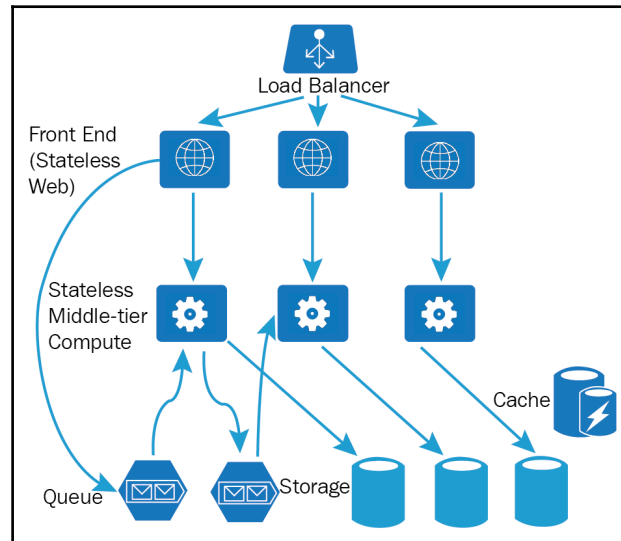 Load Balancer
Front End
(Stateless
Web)
Stateless
Middle-tier
Compute
Cache
Queue
Storage